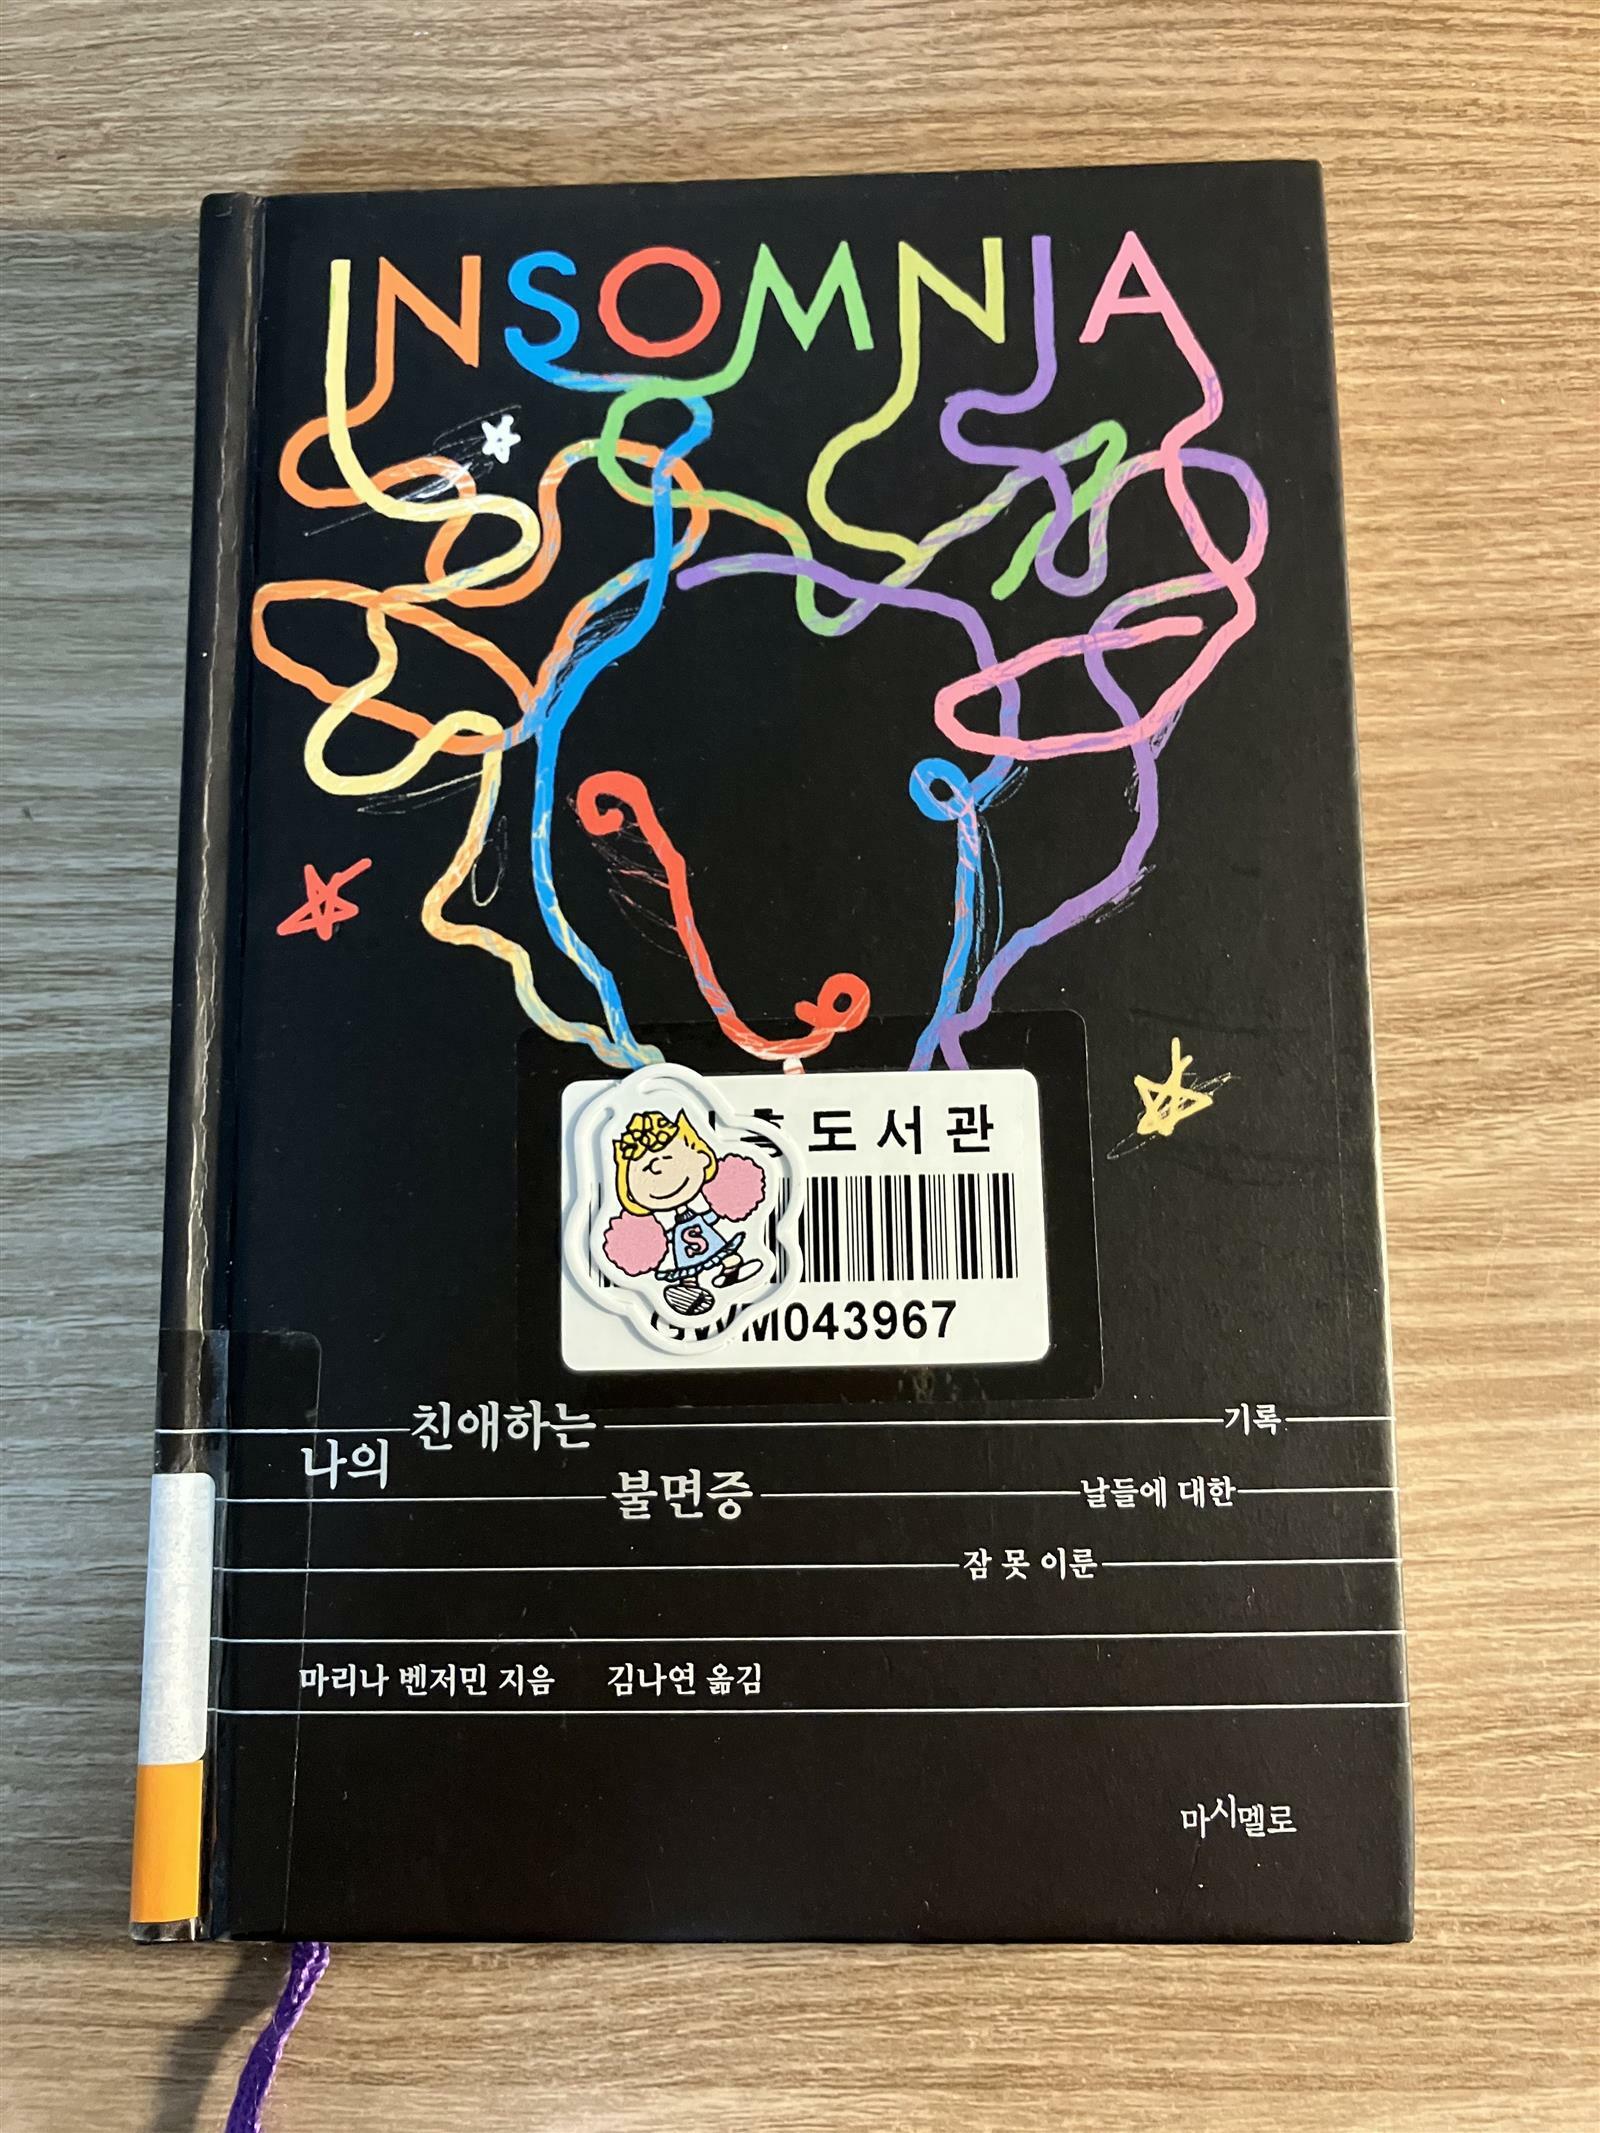 INSOMNIA
도서관
WM043967
나의 친애하는 불면증
잠 못 이룬 날들에 대한 기록
마리나 벤저민 지음 김나연 옮김
마시멜로